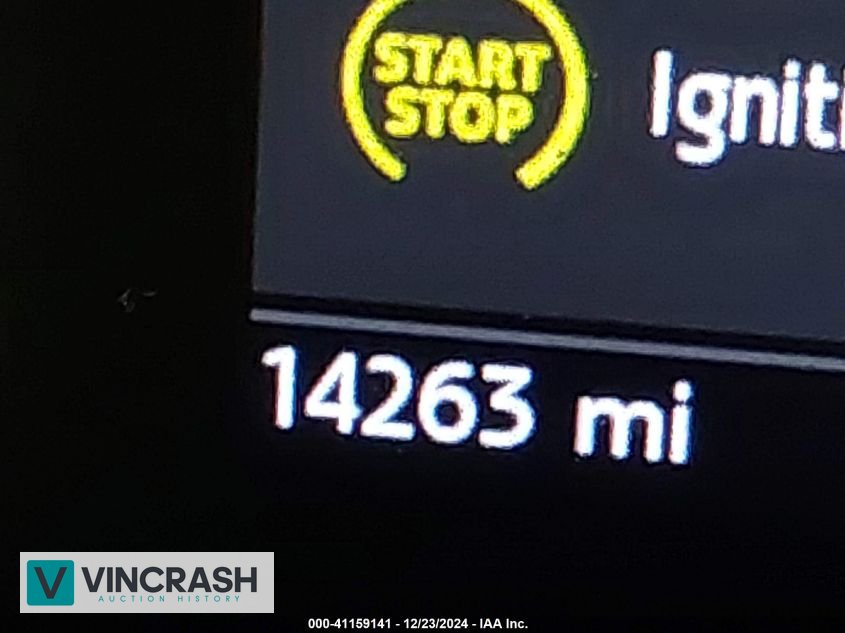 START
STOP
Igniti
14263 mi
V VINCRASH
AUCTION HISTORY
000-41159141 - 12/23/2024 - IAA Inc.